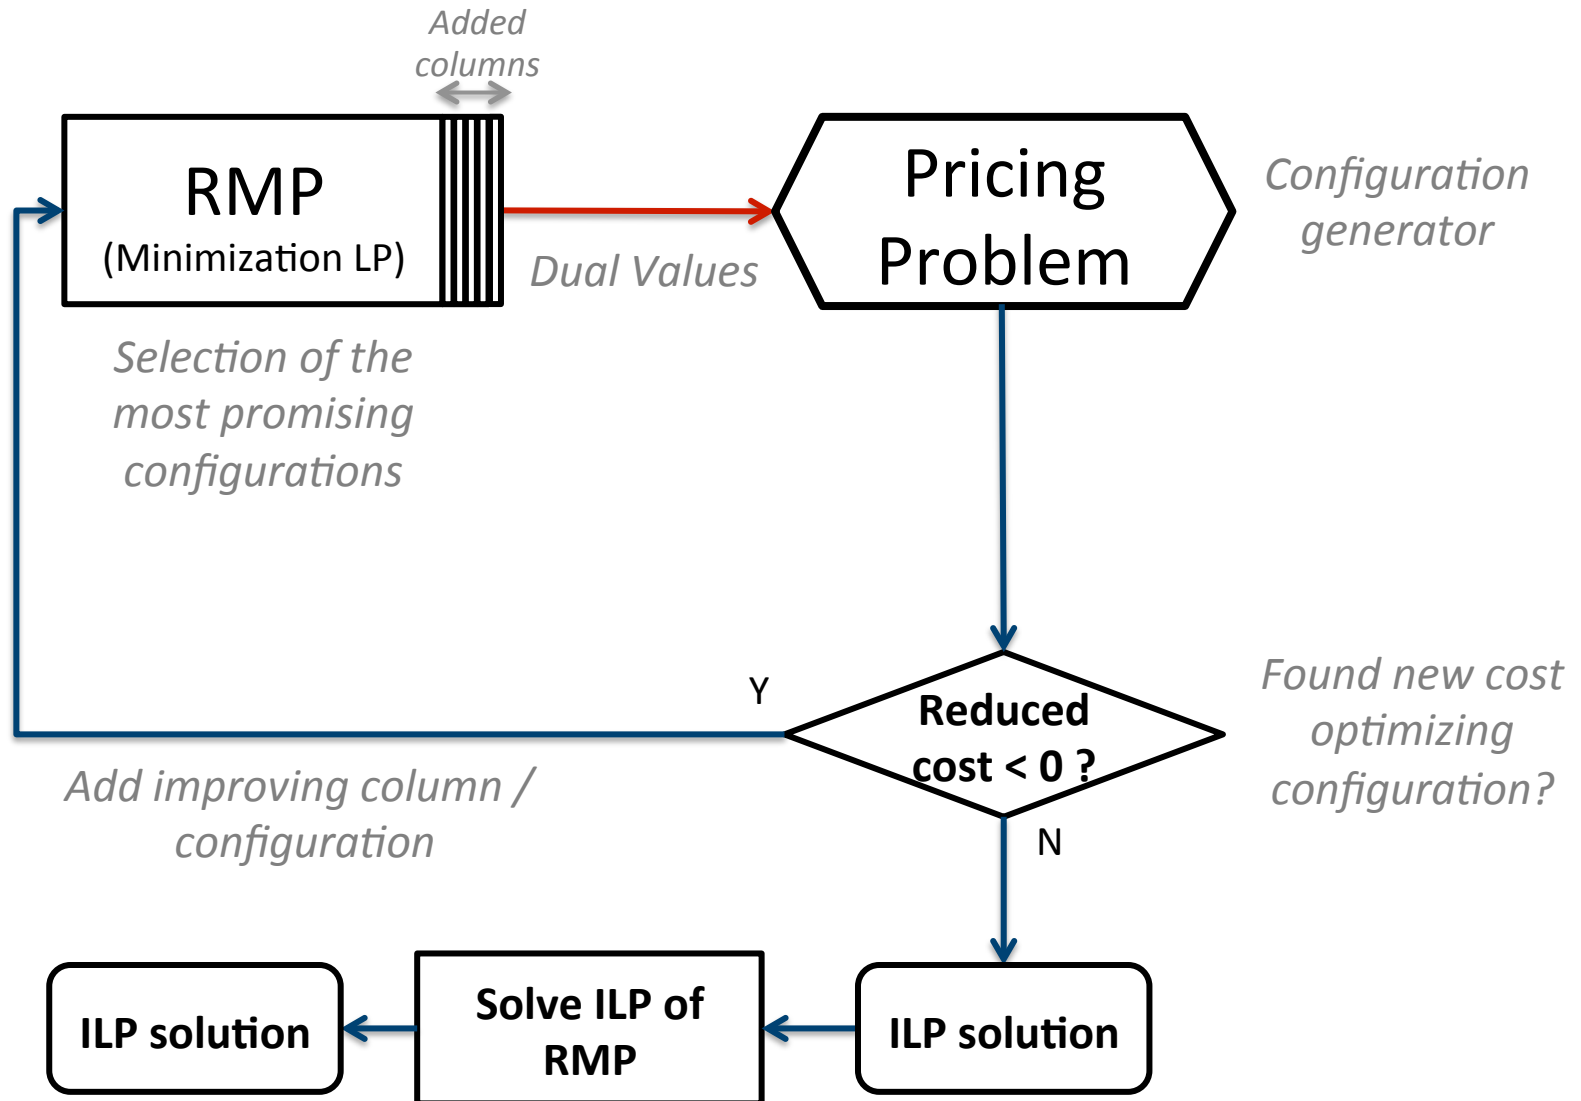 Added
columns
RMP
(Minimization LP)
Pricing
Problem
Configuration
generator
Dual Values
Selection of the
most promising
configurations
Y
Reduced
cost < 0 ?
Found new cost
optimizing
configuration?
Add improving column /
configuration
N
ILP solution
Solve ILP of
RMP
ILP solution